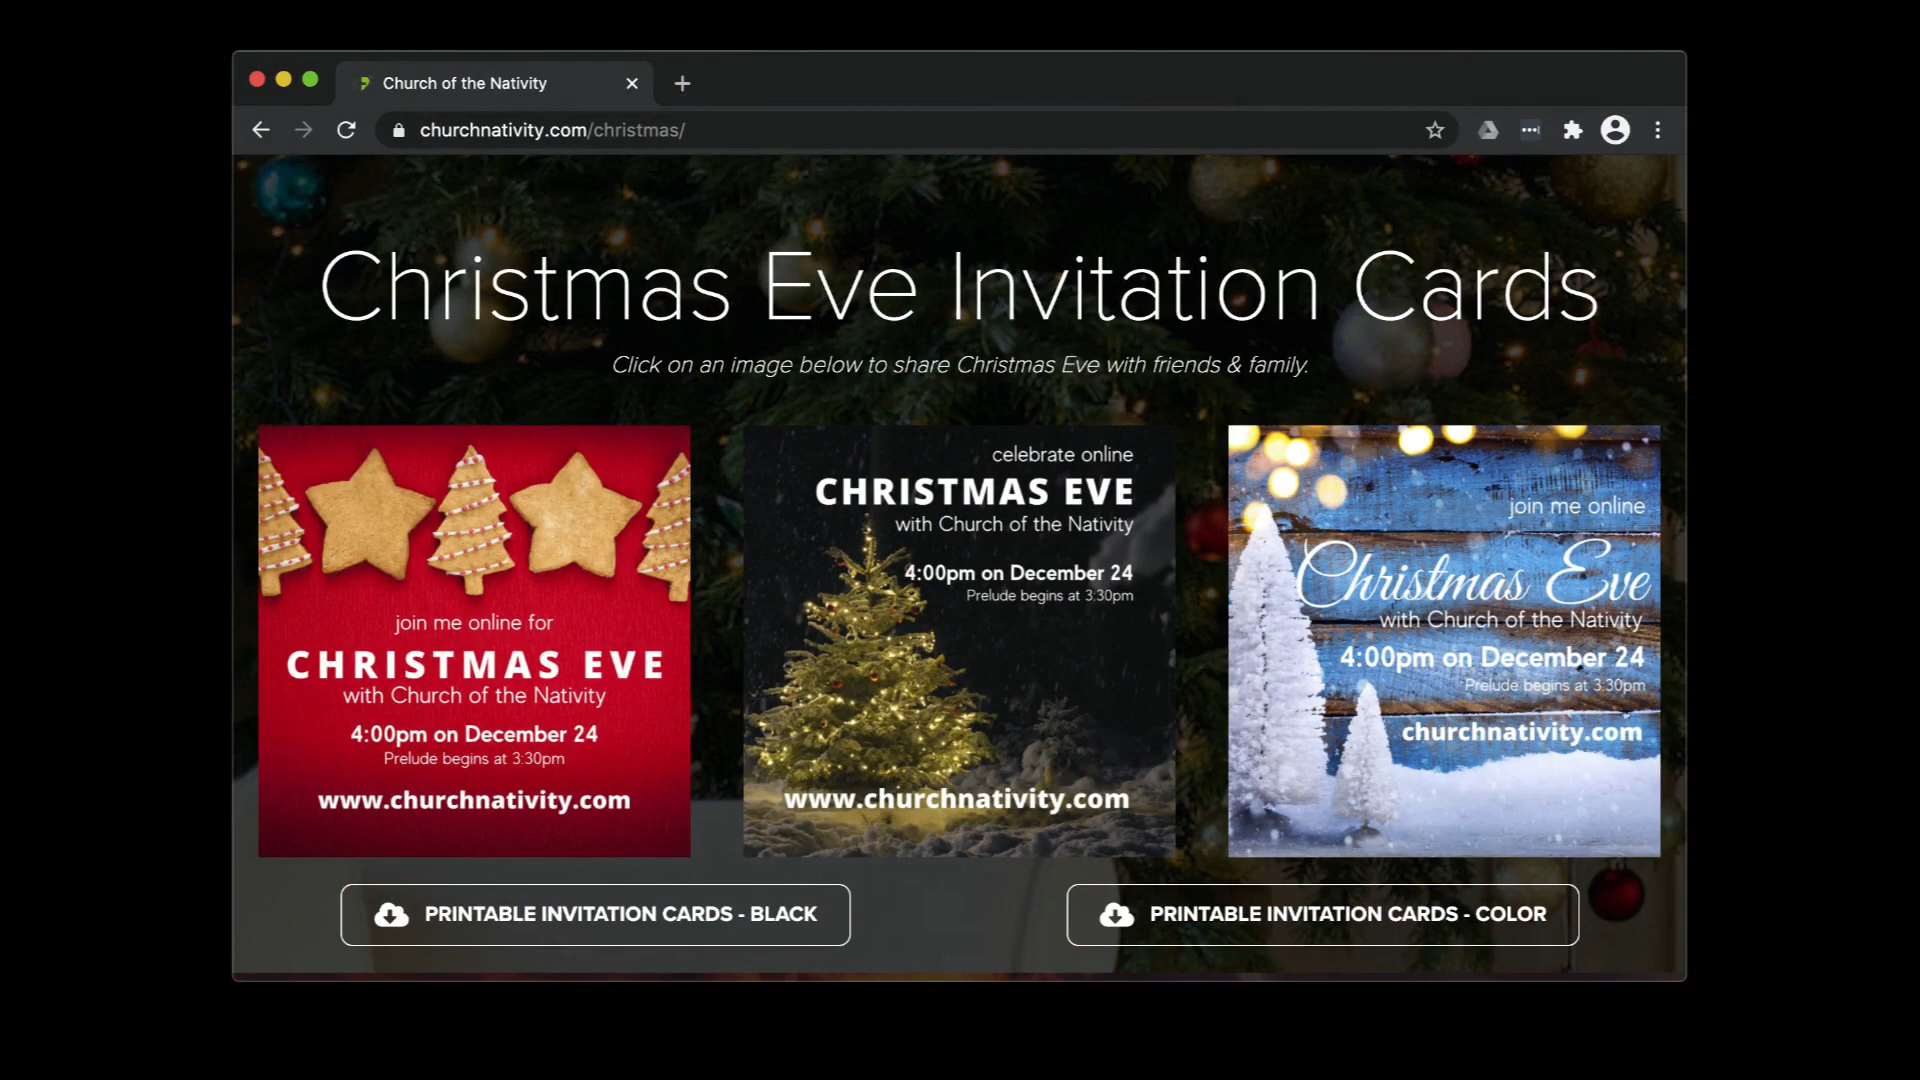 Church of the Nativity
churchnativity.com/christmas/
Christmas Eve Invitation Cards
Click on an image below to share Christmas Eve with friends & family.
join me online for
CHRISTMAS EVE
with Church of the Nativity
4:00pm on December 24
Prelude begins at 3:30pm
www.churchnativity.com
celebrate online
CHRISTMAS EVE
with Church of the Nativity
4:00pm on December 24
Prelude begins at 3:30pm
www.churchnativity.com
join me online
Christmas Eve
with Church of the Nativity
4:00pm on December 24
Prelude begins at 3:30pm
churchnativity.com
PRINTABLE INVITATION CARDS - BLACK
PRINTABLE INVITATION CARDS - COLOR